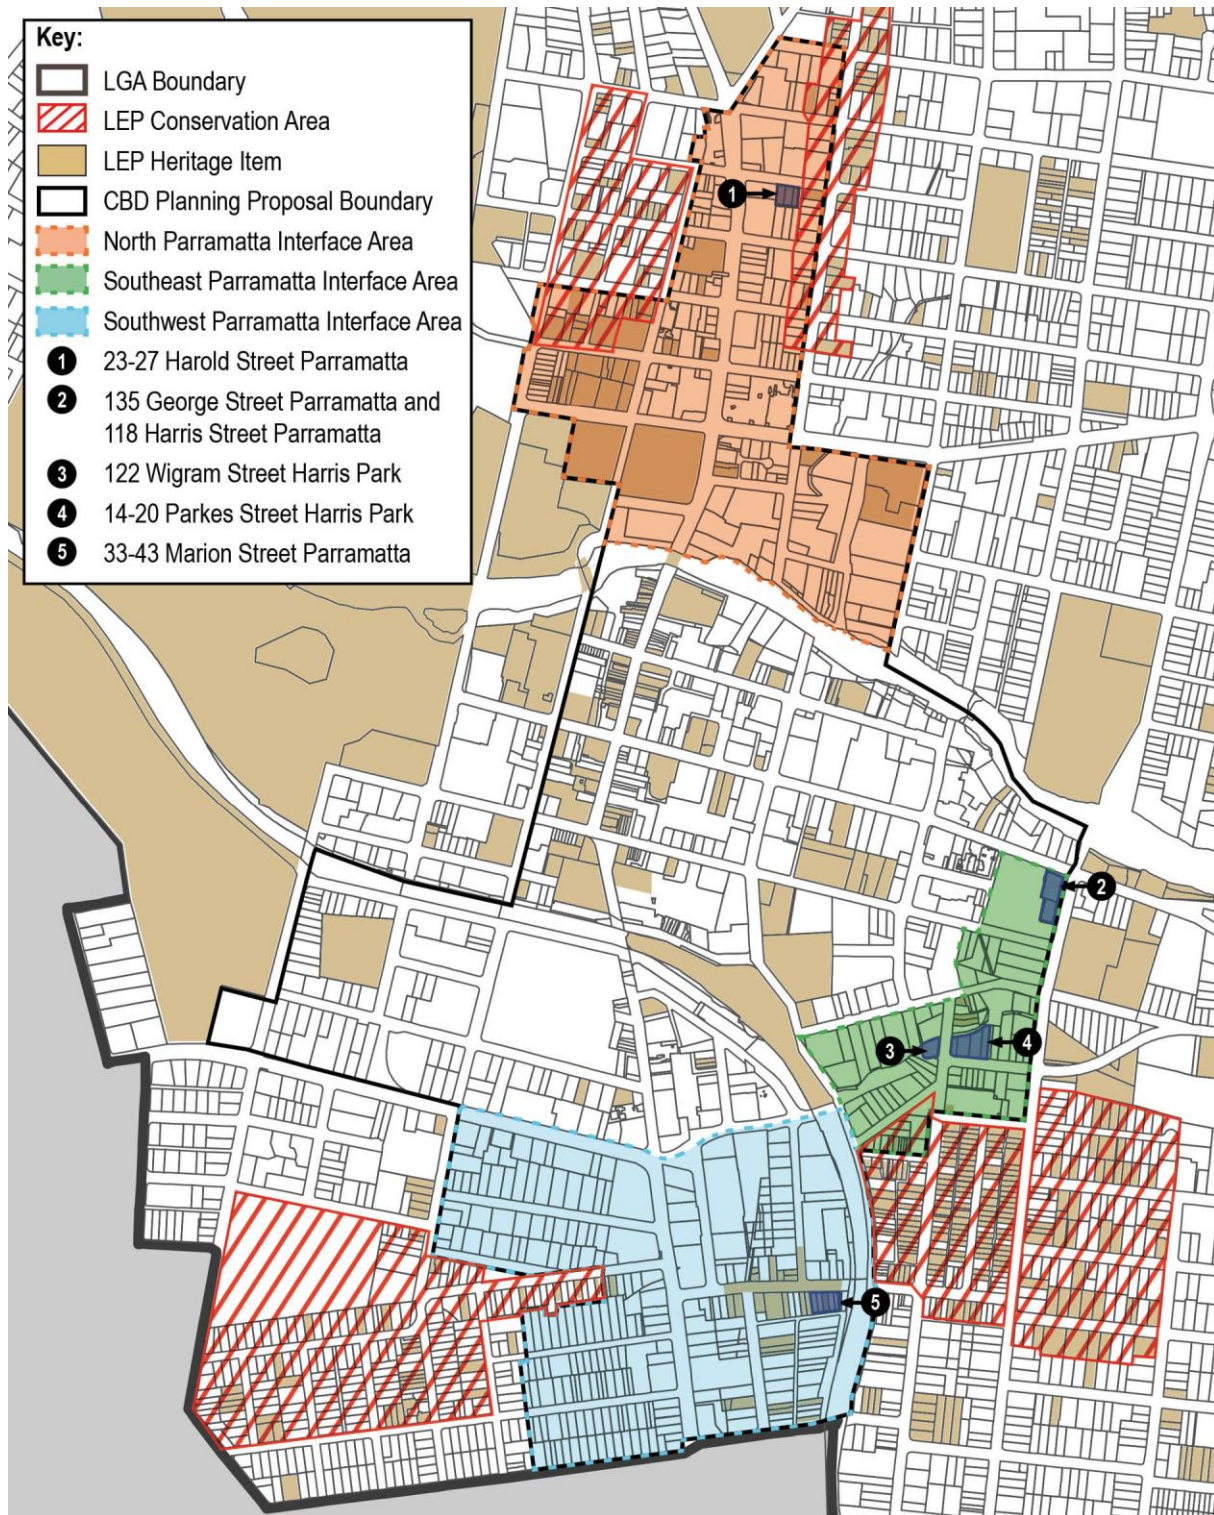 Key:
LGA Boundary
LEP Conservation Area
LEP Heritage Item
CBD Planning Proposal Boundary
North Parramatta Interface Area
Southeast Parramatta Interface Area
Southwest Parramatta Interface Area
1 23-27 Harold Street Parramatta
2 135 George Street Parramatta and
118 Harris Street Parramatta
3 122 Wigram Street Harris Park
4 14-20 Parkes Street Harris Park
5 33-43 Marion Street Parramatta
1
2
3
4
5